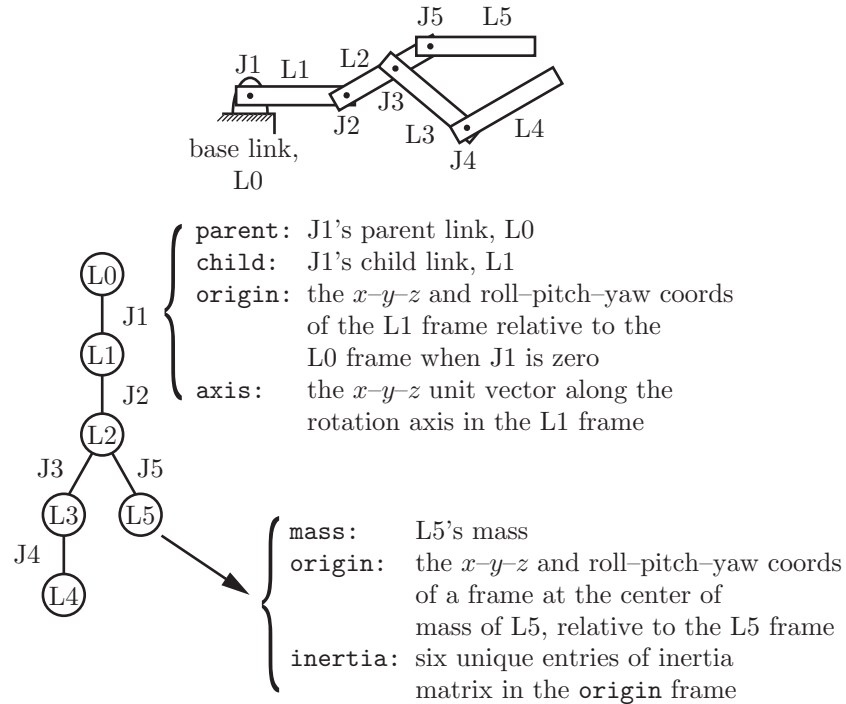 J5 L5
J1 L1 L2
J3
J2 L3 L4
J4
base link,
L0
parent: J1's parent link, L0
child: J1's child link, L1
origin: the x–y–z and roll–pitch–yaw coords
of the L1 frame relative to the
L0 frame when J1 is zero
axis: the x–y–z unit vector along the
rotation axis in the L1 frame
L0
J1
L1
J2
L2
J3 J5
L3 L5
J4
L4
mass: L5's mass
origin: the x–y–z and roll–pitch–yaw coords
of a frame at the center of
mass of L5, relative to the L5 frame
inertia: six unique entries of inertia
matrix in the origin frame